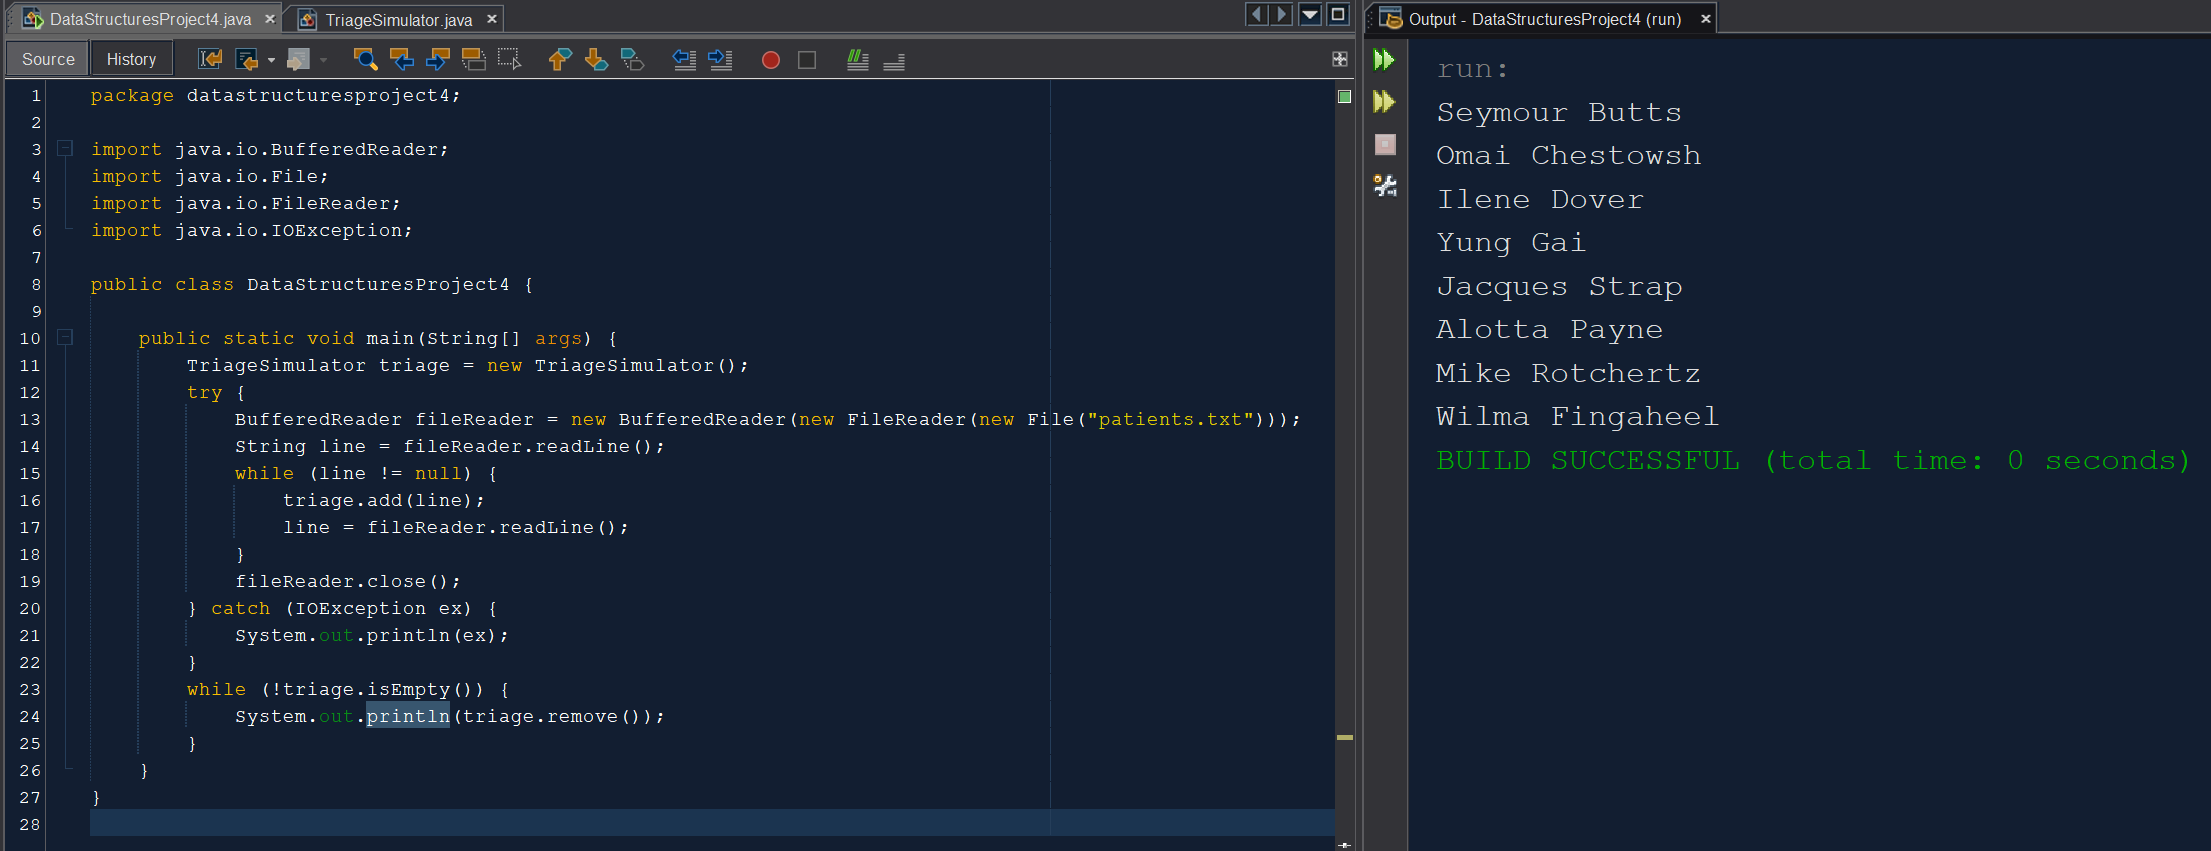 DataStructuresProject4.java
TriageSimulator.java
Source
History
1 package datastructuresproject4;
2
3 import java.io.BufferedReader;
4 import java.io.File;
5 import java.io.FileReader;
6 import java.io.IOException;
7
8 public class DataStructuresProject4 {
9
10 public static void main(String[] args) {
11 TriageSimulator triage = new TriageSimulator();
12 try {
13 BufferedReader fileReader = new BufferedReader(new FileReader(new File("patients.txt")));
14 String line = fileReader.readLine();
15 while (line != null) {
16 triage.add(line);
17 line = fileReader.readLine();
18 }
19 fileReader.close();
20 } catch (IOException ex) {
21 System.out.println(ex);
22 }
23 while (!triage.isEmpty()) {
24 System.out.println(triage.remove());
25 }
26 }
27 }
28
Output - DataStructuresProject4 (run)
run:
Seymour Butts
Omai Chestowsh
Ilene Dover
Yung Gai
Jacques Strap
Alotta Payne
Mike Rotchertz
Wilma Fingaheel
BUILD SUCCESSFUL (total time: 0 seconds)